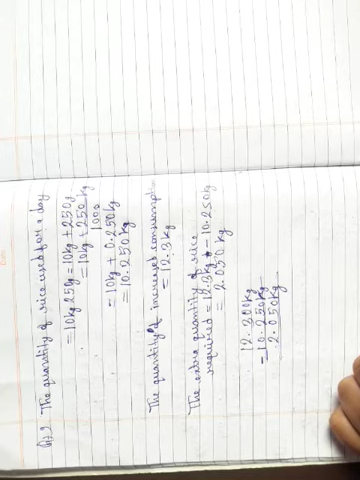 Q.9 The quantity of rice used for a day
= 10kg 250g = 10kg + 250g
= 10kg + 250 kg
1000
= 10kg + 0.250kg
= 10.250kg
The quantity of increased consumption
= 12.3kg
The extra quantity of rice
required = 12.3kg - 10.250kg
= 2.050 kg
12.300kg
- 10.250kg
2.050kg